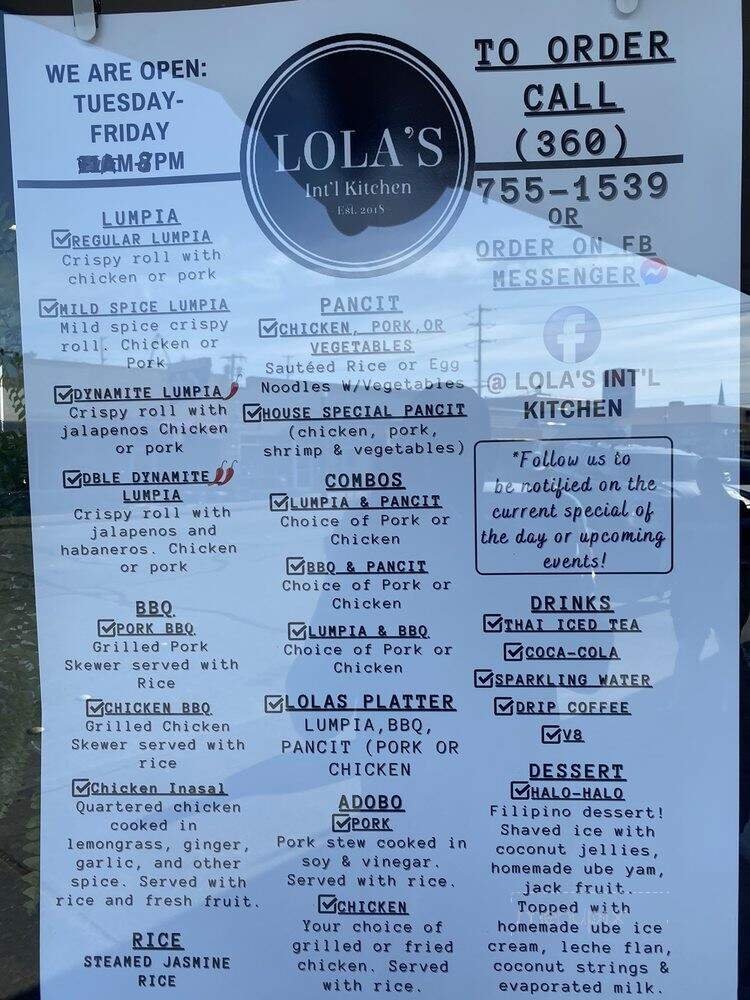 WE ARE OPEN:
TUESDAY-
FRIDAY
PM
LOLA'S
Int'l Kitchen
Est. 2018
TO ORDER
CALL
(360)
755-1539
OR
ORDER ON FB
MESSENGER
@ LOLA'S INT'L
KITCHEN
*Follow us to
be notified on the
current special of
the day or upcoming
events!
LUMPIA
REGULAR LUMPIA
Crispy roll with
chicken or pork
MILD SPICE LUMPIA
Mild spice crispy
roll. Chicken or
Pork
DYNAMITE LUMPIA
Crispy roll with
jalapenos Chicken
or pork
DBLE DYNAMITE
LUMPIA
Crispy roll with
jalapenos and
habaneros. Chicken
or pork
BBQ
PORK BBQ
Grilled Pork
Skewer served with
Rice
CHICKEN BBQ
Grilled Chicken
Skewer served with
rice
Chicken Inasal
Quartered chicken
cooked in
lemongrass, ginger,
garlic, and other
spice. Served with
rice and fresh fruit.
RICE
STEAMED JASMINE
RICE
PANCIT
CHICKEN, PORK,OR
VEGETABLES
Sautéed Rice or Egg
Noodles W/Vegetables
HOUSE SPECIAL PANCIT
(chicken, pork,
shrimp & vegetables)
COMBOS
LUMPIA & PANCIT
Choice of Pork or
Chicken
BBQ & PANCIT
Choice of Pork or
Chicken
LUMPIA & BBQ
Choice of Pork or
Chicken
LOLAS PLATTER
LUMPIA,BBQ,
PANCIT (PORK OR
CHICKEN
ADOBO
PORK
Pork stew cooked in
soy & vinegar.
Served with rice.
CHICKEN
Your choice of
grilled or fried
chicken. Served
with rice.
DRINKS
THAI ICED TEA
COCA-COLA
SPARKLING WATER
DRIP COFFEE
V8
DESSERT
HALO-HALO
Filipino dessert!
Shaved ice with
coconut jellies,
homemade ube yam,
jack fruit.
Topped with
homemade ube ice
cream, leche flan,
coconut strings &
evaporated milk.